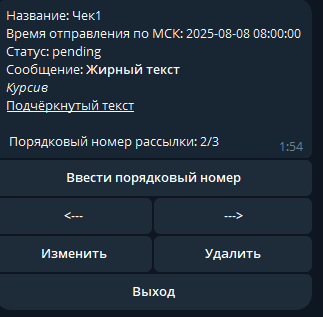 Название: Чек1
Время отправления по МСК: 2025-08-08 08:00:00
Статус: pending
Сообщение: Жирный текст
Курсив
Подчёркнутый текст
Порядковый номер рассылки: 2/3
1:54
Ввести порядковый номер
<--- --->
Изменить Удалить
Выход